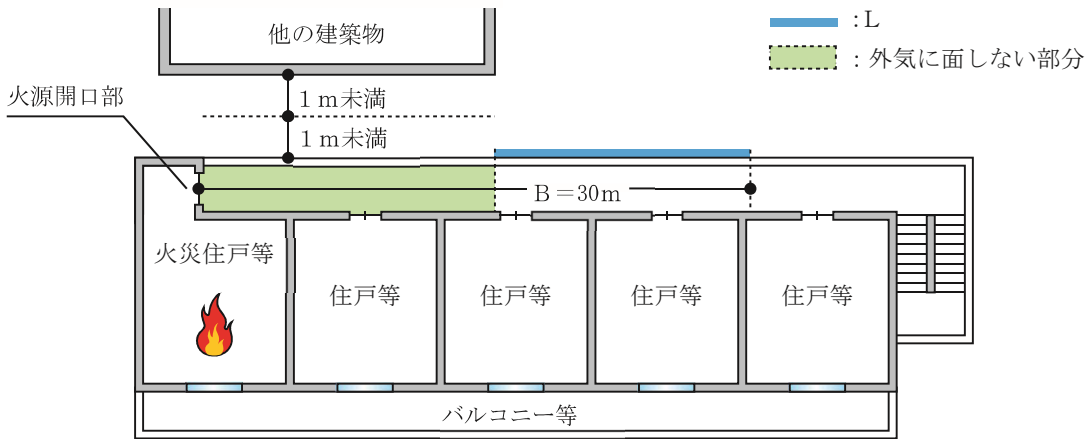 他の建築物
：L
：外気に面しない部分
火源開口部
1m未満
1m未満
B＝30m
火災住戸等
住戸等
住戸等
住戸等
住戸等
バルコニー等